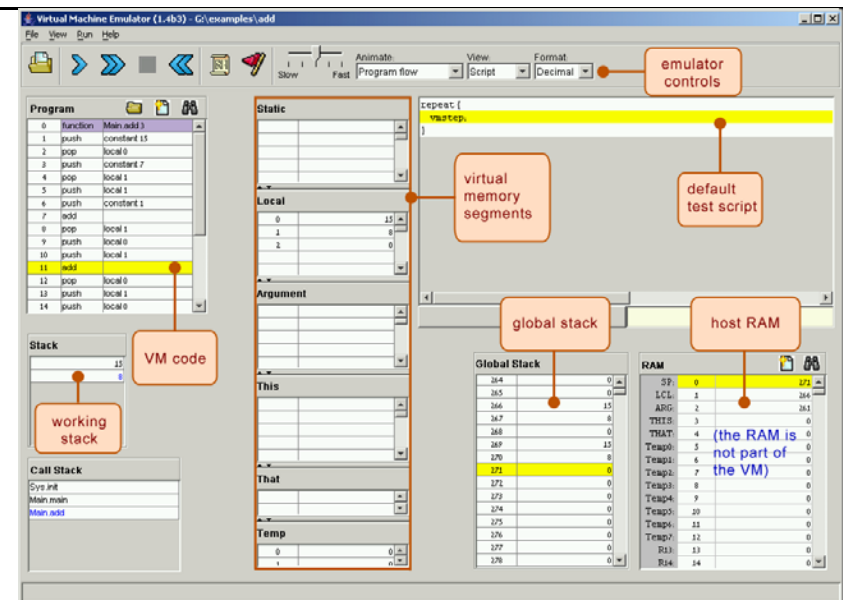 Virtual Machine Emulator (1.4b3) - G:\examples\add
File View Run Help
Slow Fast
Animate: View: Format:
Program flow Script Decimal
emulator controls
Program
0 function Main.add 3
1 push constant 15
2 pop local 0
3 push constant 7
4 pop local 1
5 push local 1
6 push constant 1
7 add
8 pop local 1
9 push local 0
10 push local 1
11 add
12 pop local 0
13 push local 1
14 push local 0
VM code
Stack
15
8
working stack
Call Stack
Sys.init
Main.main
Main.add
Static
Local
0 15
1 8
2 0
Argument
This
That
Temp
0 0
1 0
virtual memory segments
repeat {
vmstep;
}
default test script
global stack
host RAM
Global Stack
264 0
265 0
266 15
267 8
268 0
269 15
270 8
271 0
272 0
273 0
274 0
275 0
276 0
277 0
278 0
RAM
SP: 0 271
LCL: 1 266
ARG: 2 261
THIS: 3 0
THAT: 4 0
Temp0: 5 0
Temp1: 6 0
Temp2: 7 0
Temp3: 8 0
Temp4: 9 0
Temp5: 10 0
Temp6: 11 0
Temp7: 12 0
R13: 13 0
R14: 14 0
(the RAM is not part of the VM)